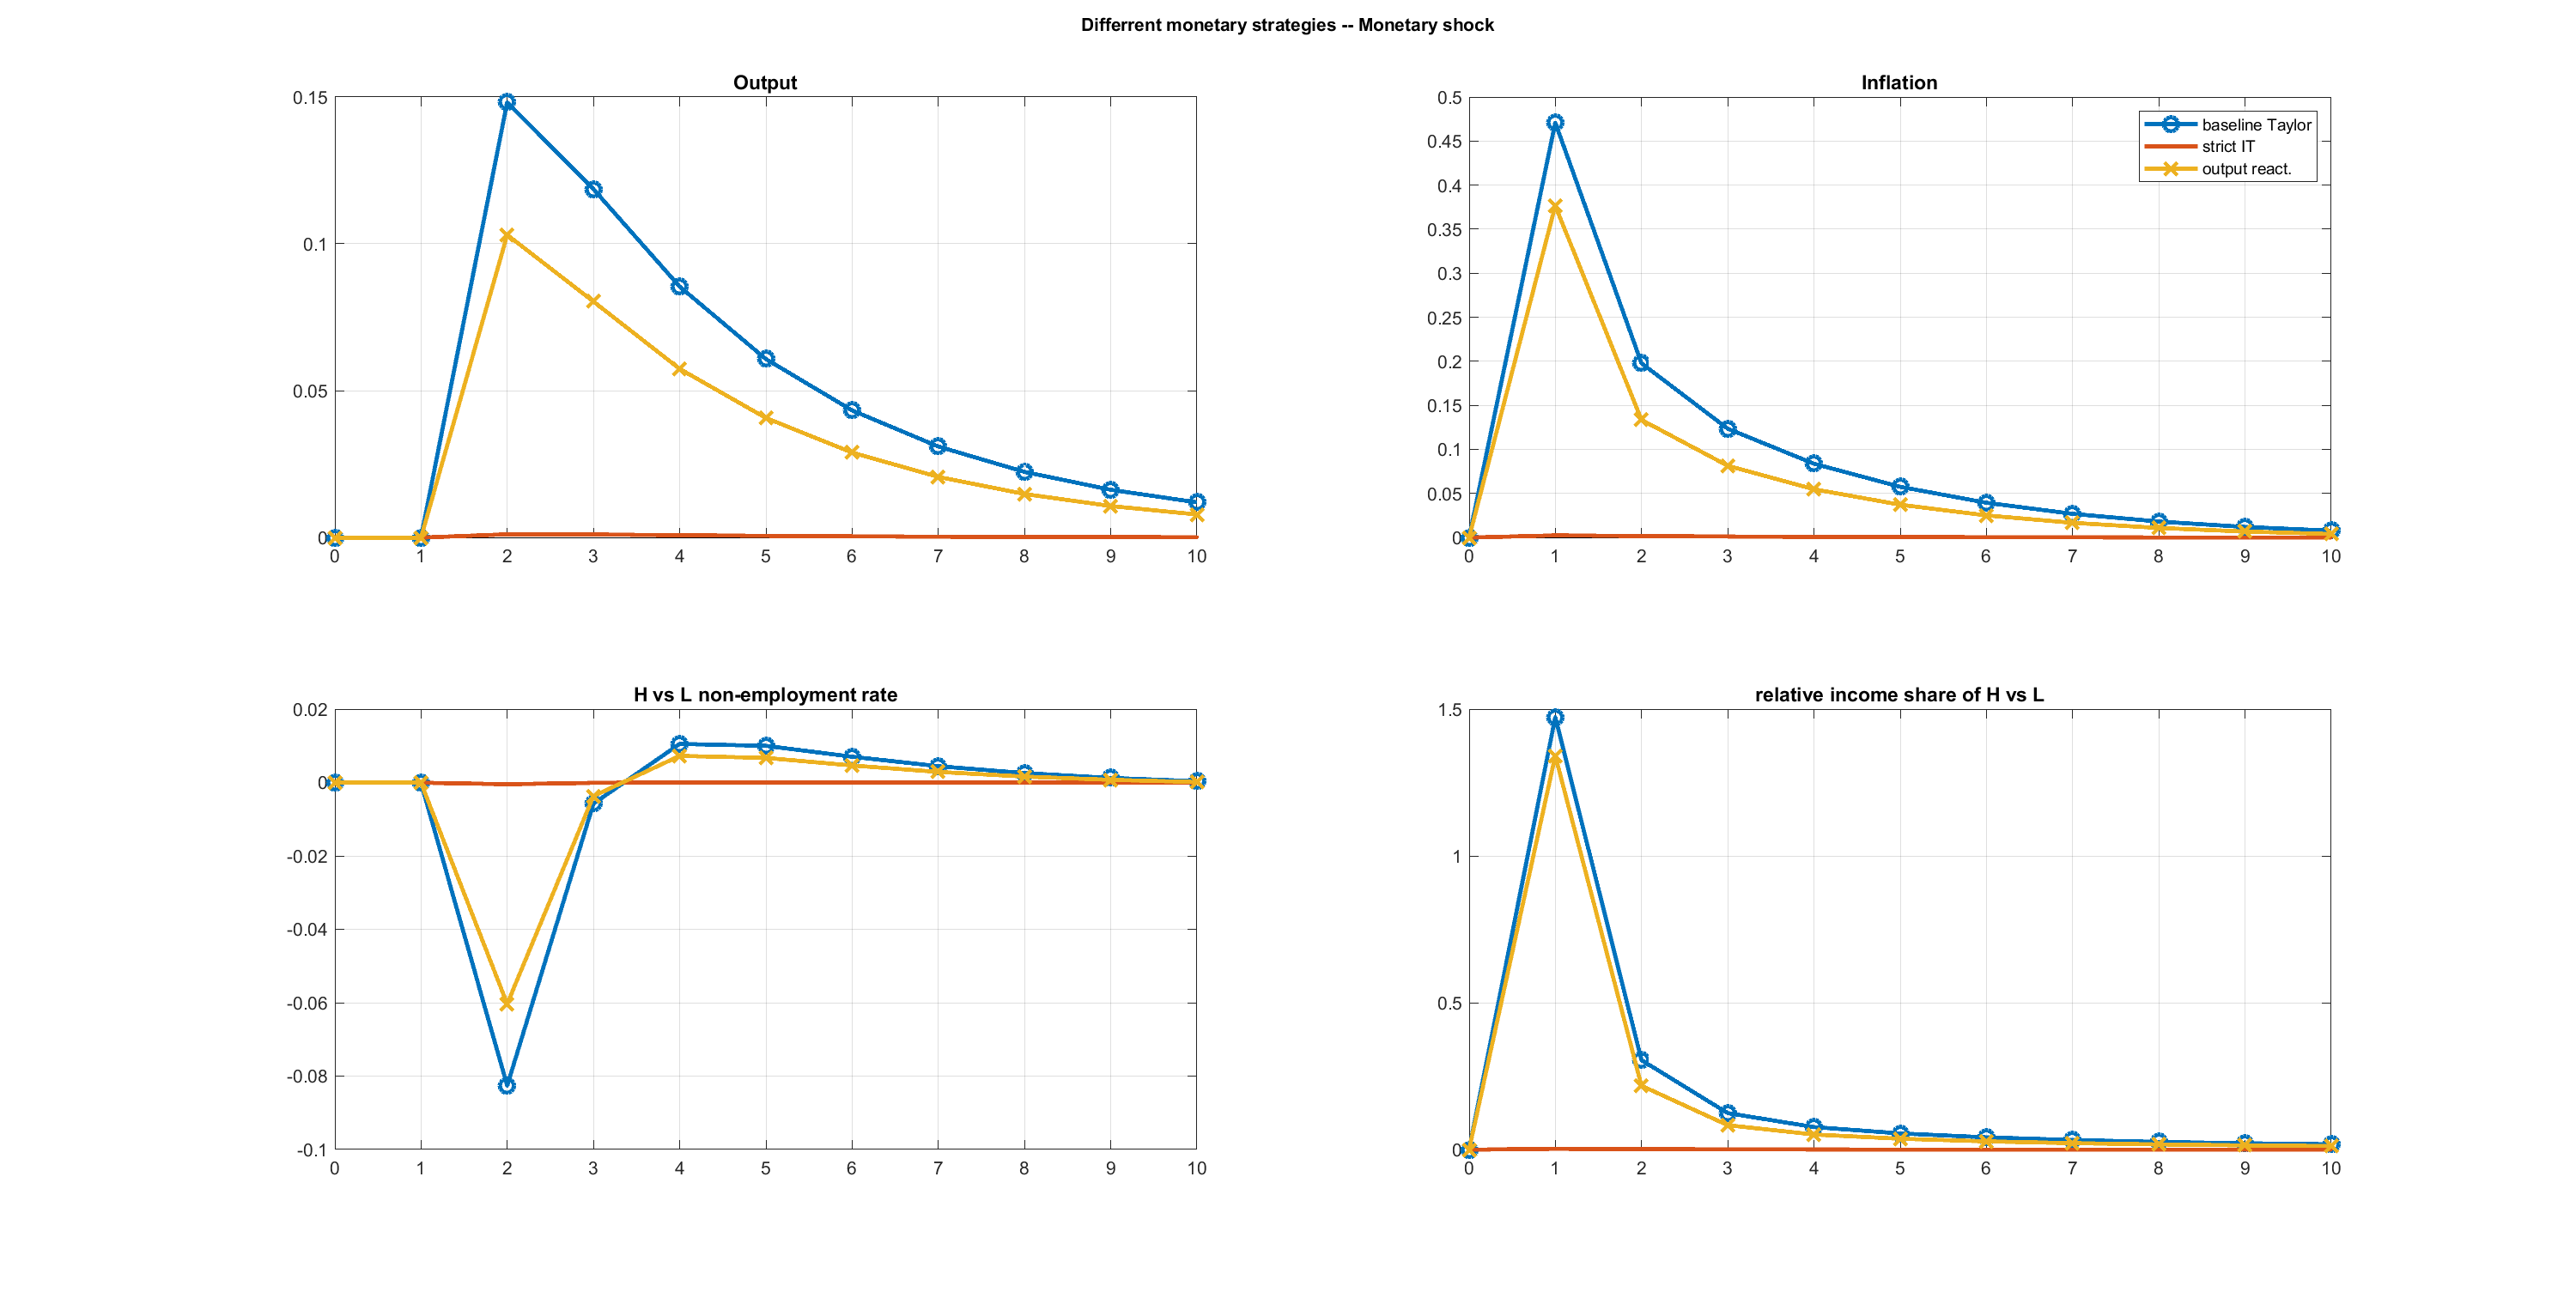 Differrent monetary strategies -- Monetary shock
Output
0.15
0.1
0.05
0
0 1 2 3 4 5 6 7 8 9 10
Inflation
0.5
0.45
0.4
0.35
0.3
0.25
0.2
0.15
0.1
0.05
0
0 1 2 3 4 5 6 7 8 9 10
baseline Taylor
strict IT
output react.
H vs L non-employment rate
0.02
0
-0.02
-0.04
-0.06
-0.08
-0.1
0 1 2 3 4 5 6 7 8 9 10
relative income share of H vs L
1.5
1
0.5
0
0 1 2 3 4 5 6 7 8 9 10